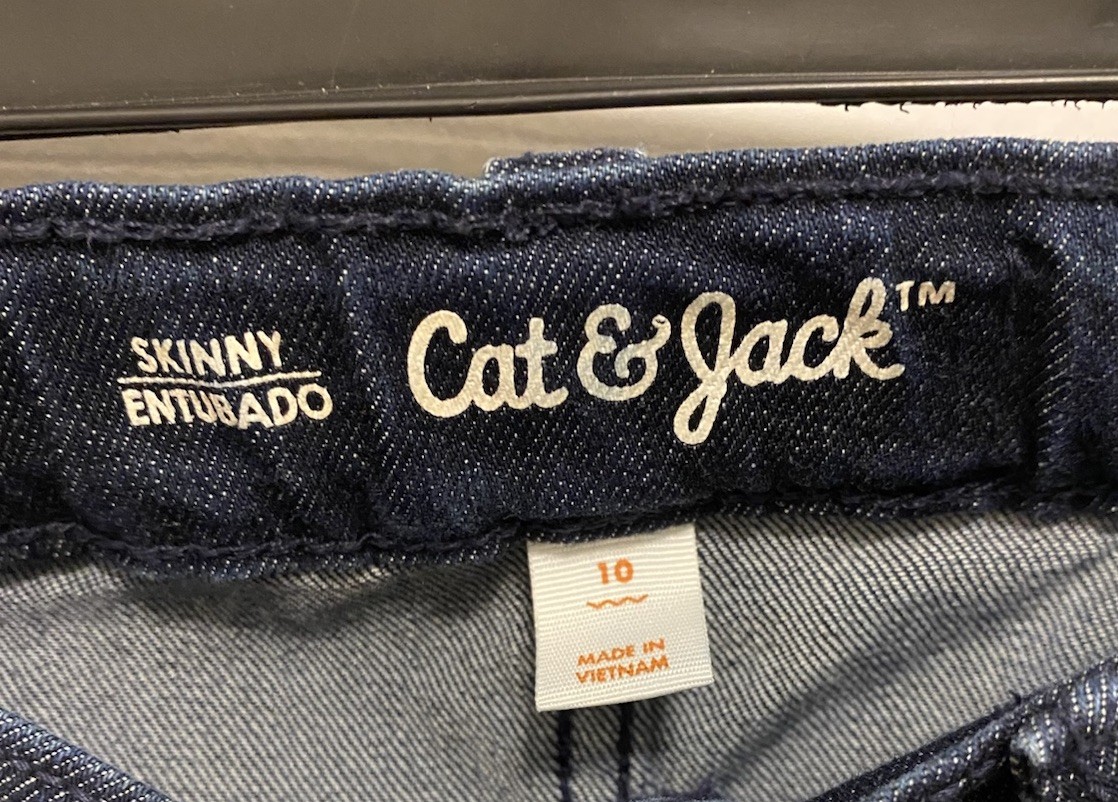 SKINNY
ENTUBADO
Cat & Jack™
10
MADE IN
VIETNAM